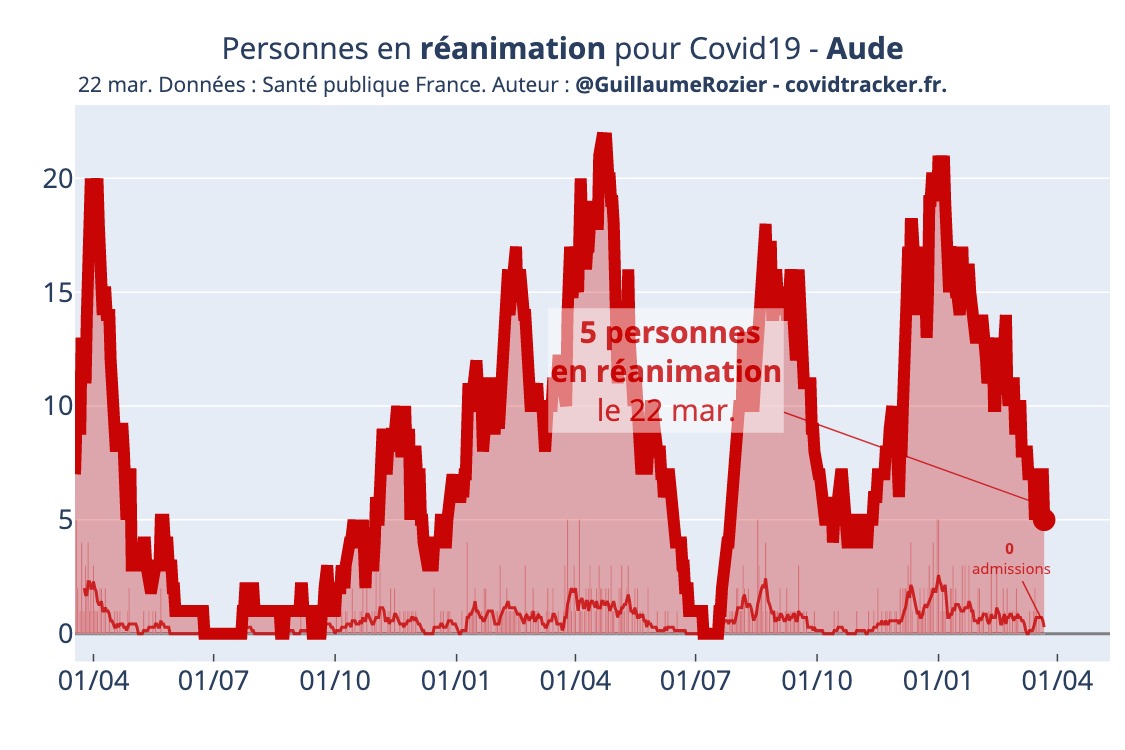 Personnes en réanimation pour Covid19 - Aude
22 mar. Données : Santé publique France. Auteur : @GuillaumeRozier - covidtracker.fr.
20
15
10
5
0
5 personnes
en réanimation
le 22 mar.
0
admissions
01/04
01/07
01/10
01/01
01/04
01/07
01/10
01/01
01/04